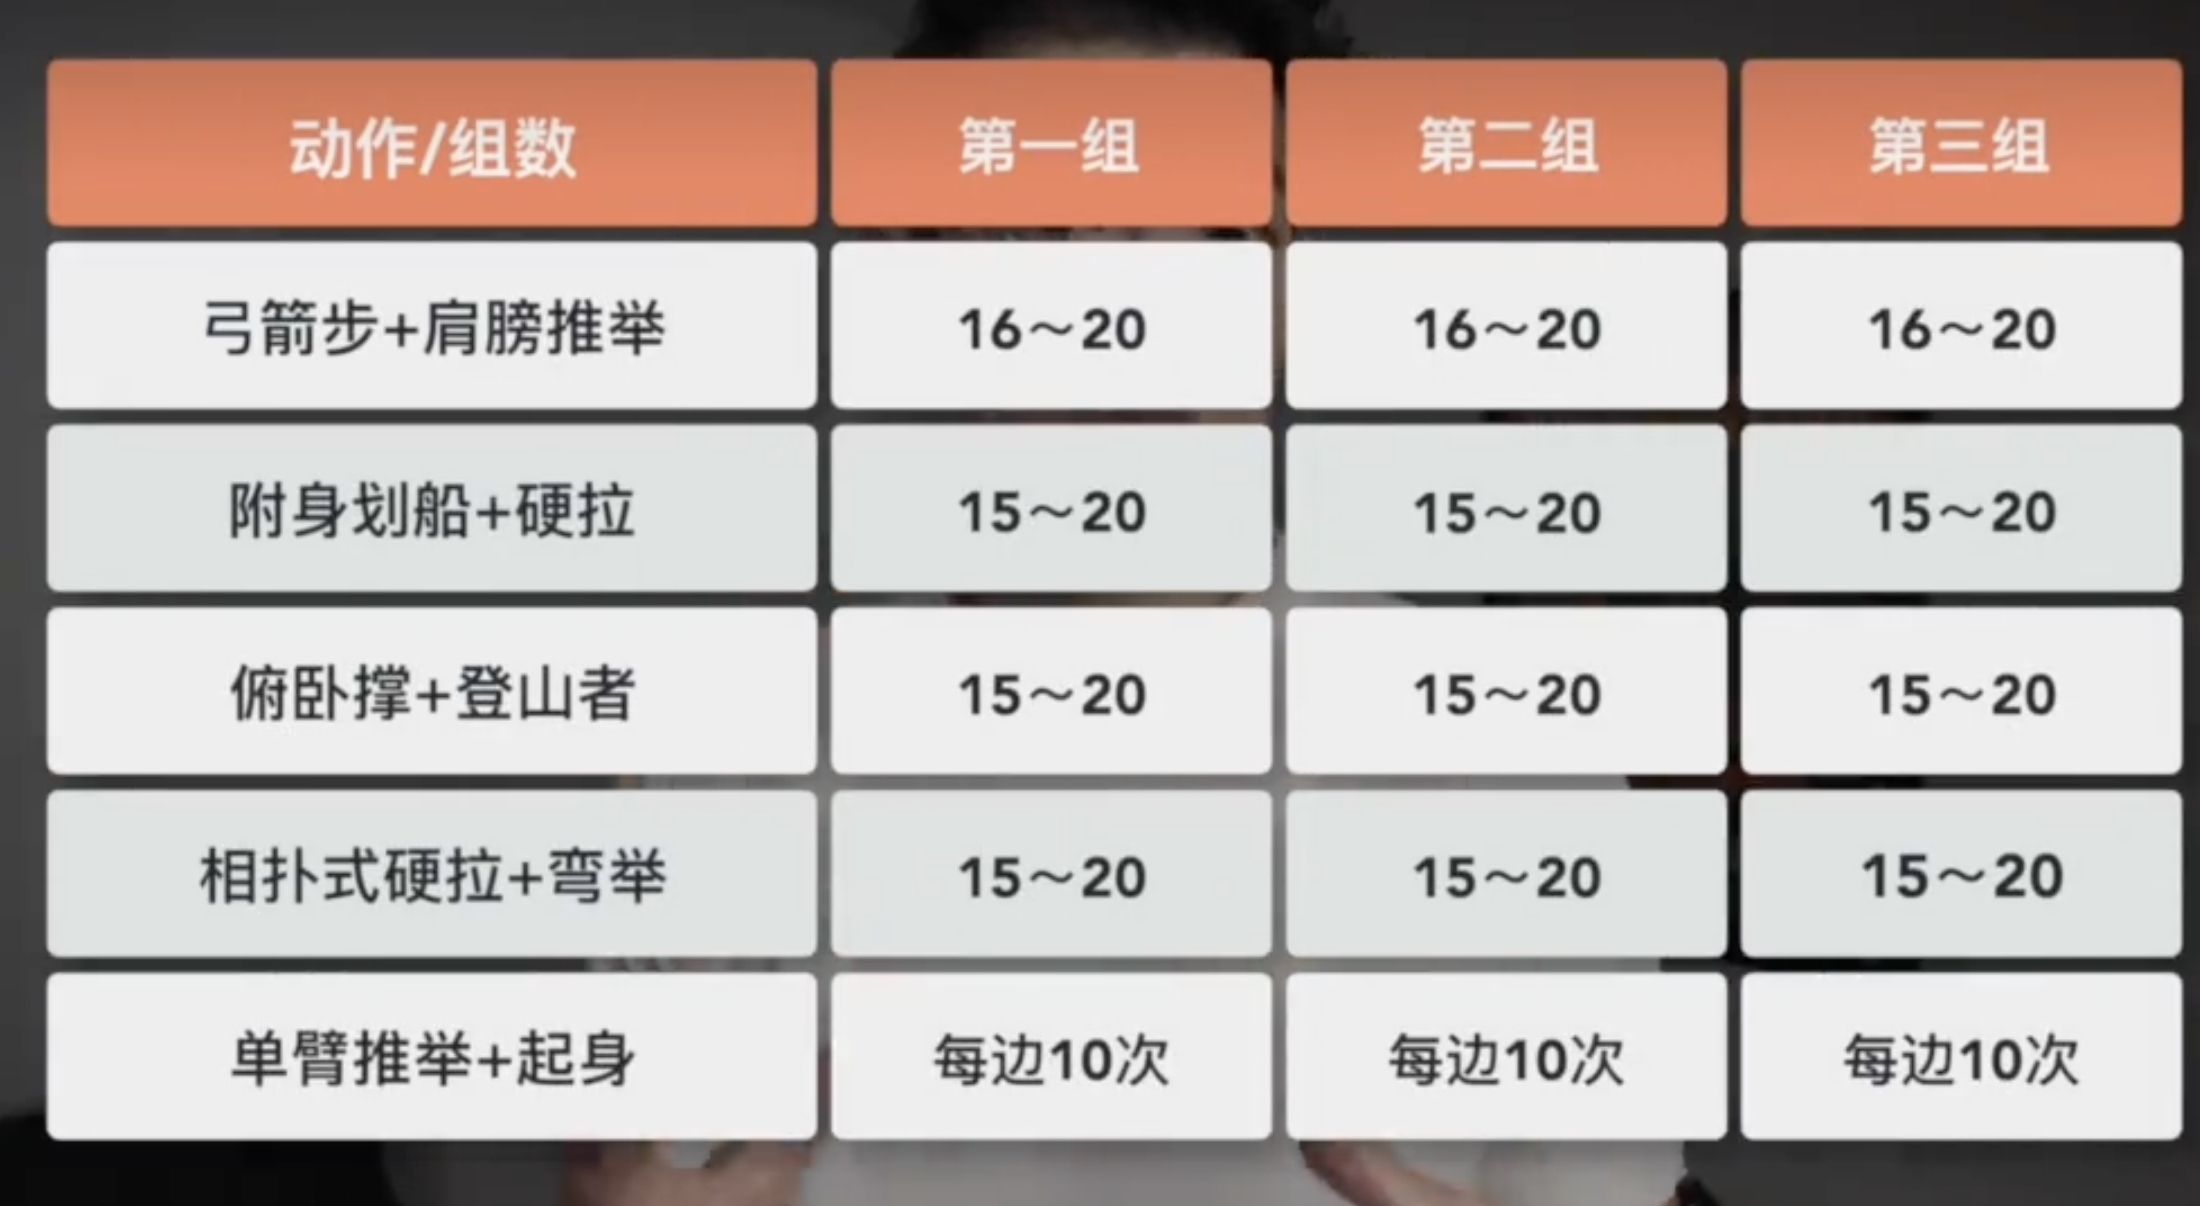 动作/组数 第一组 第二组 第三组
弓箭步+肩膀推举 16～20 16～20 16～20
附身划船+硬拉 15～20 15～20 15～20
俯卧撑+登山者 15～20 15～20 15～20
相扑式硬拉+弯举 15～20 15～20 15～20
单臂推举+起身 每边10次 每边10次 每边10次